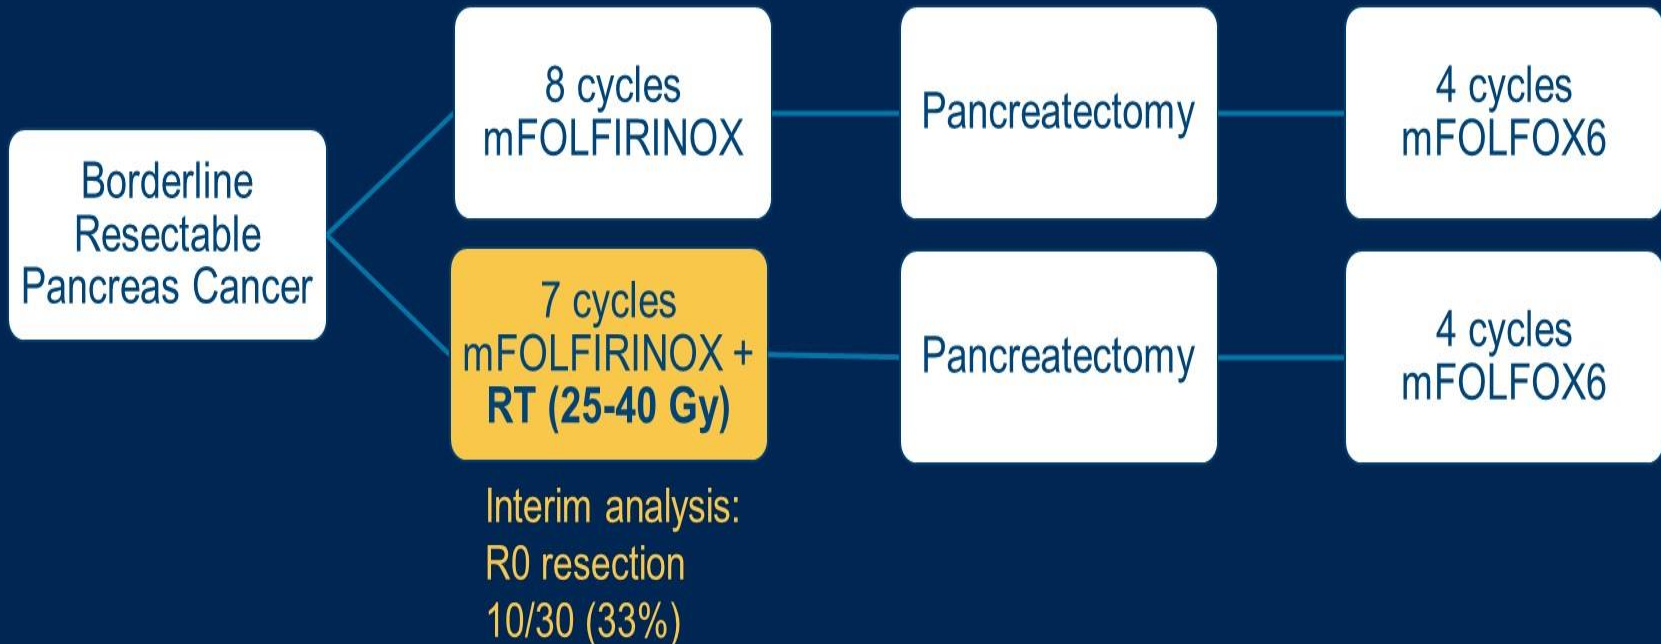 Borderline
Resectable
Pancreas Cancer
8 cycles
mFOLFIRINOX
Pancreatectomy
4 cycles
mFOLFOX6
7 cycles
mFOLFIRINOX +
RT (25-40 Gy)
Pancreatectomy
4 cycles
mFOLFOX6
Interim analysis:
R0 resection
10/30 (33%)